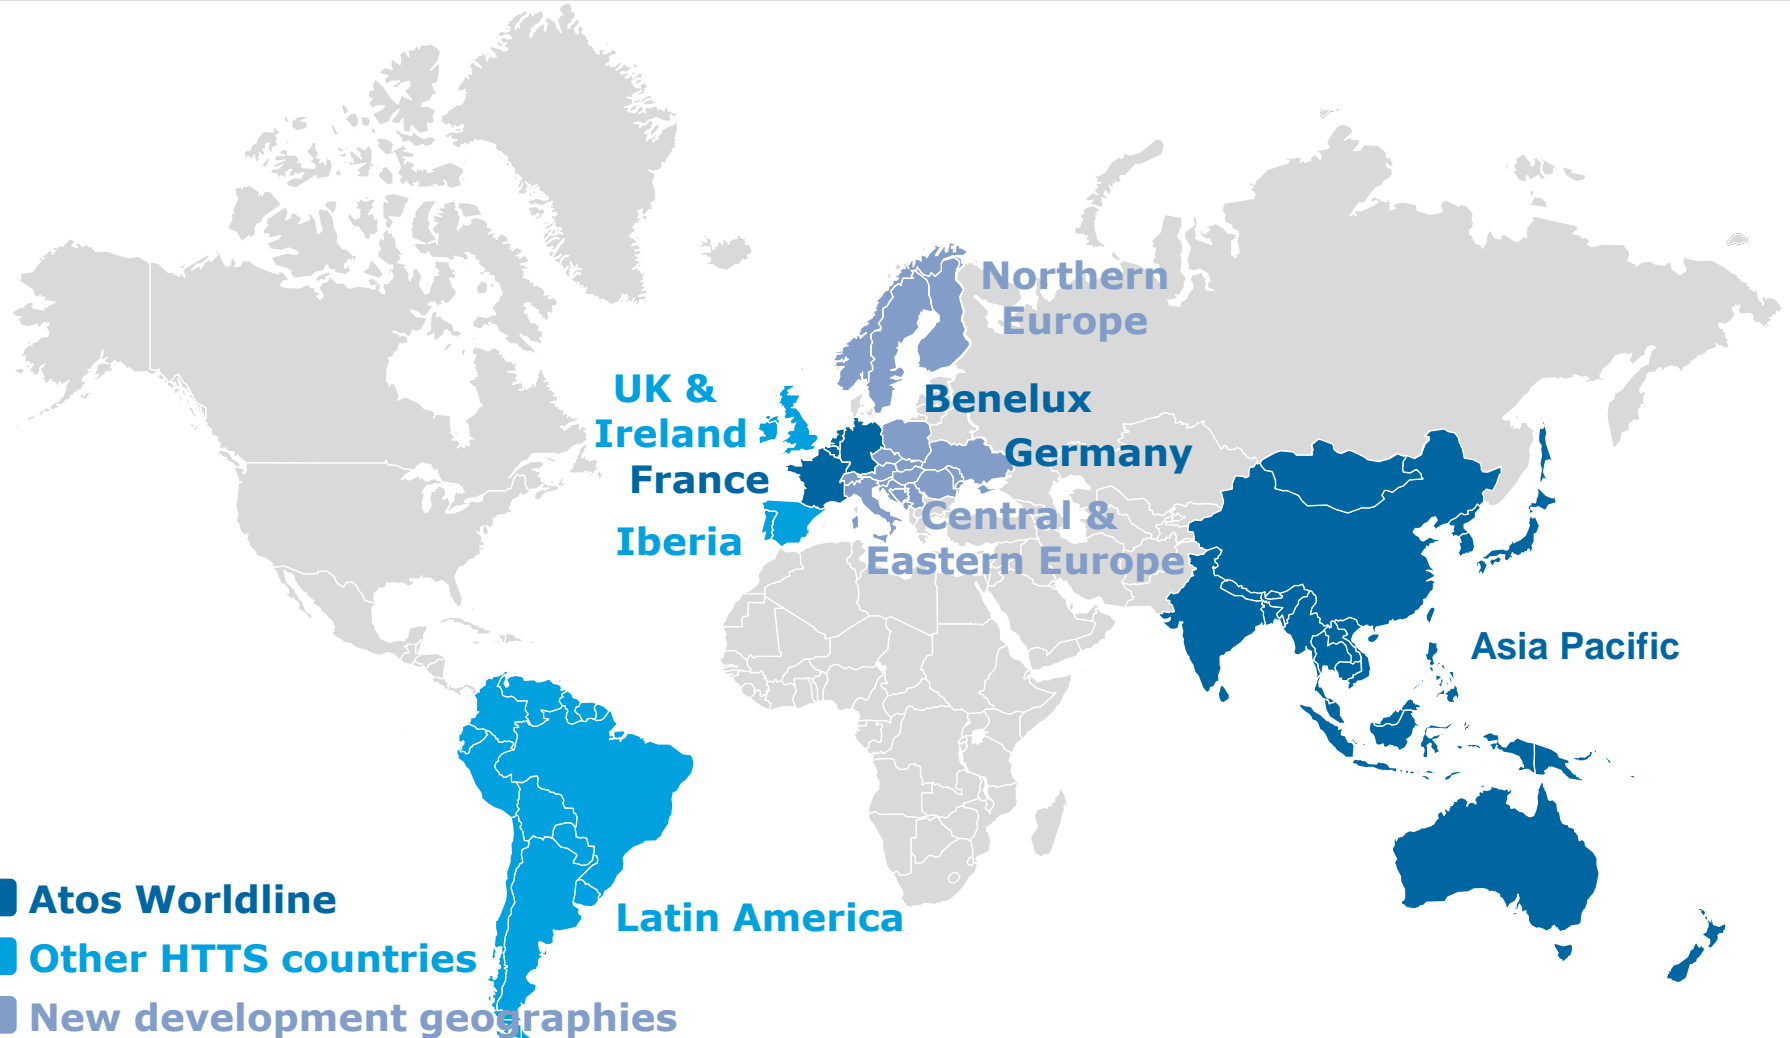 Northern
Europe
UK &
Ireland
Benelux
France
Germany
Iberia
Central &
Eastern Europe
Asia Pacific
Latin America
Atos Worldline
Other HTTS countries
New development geographies